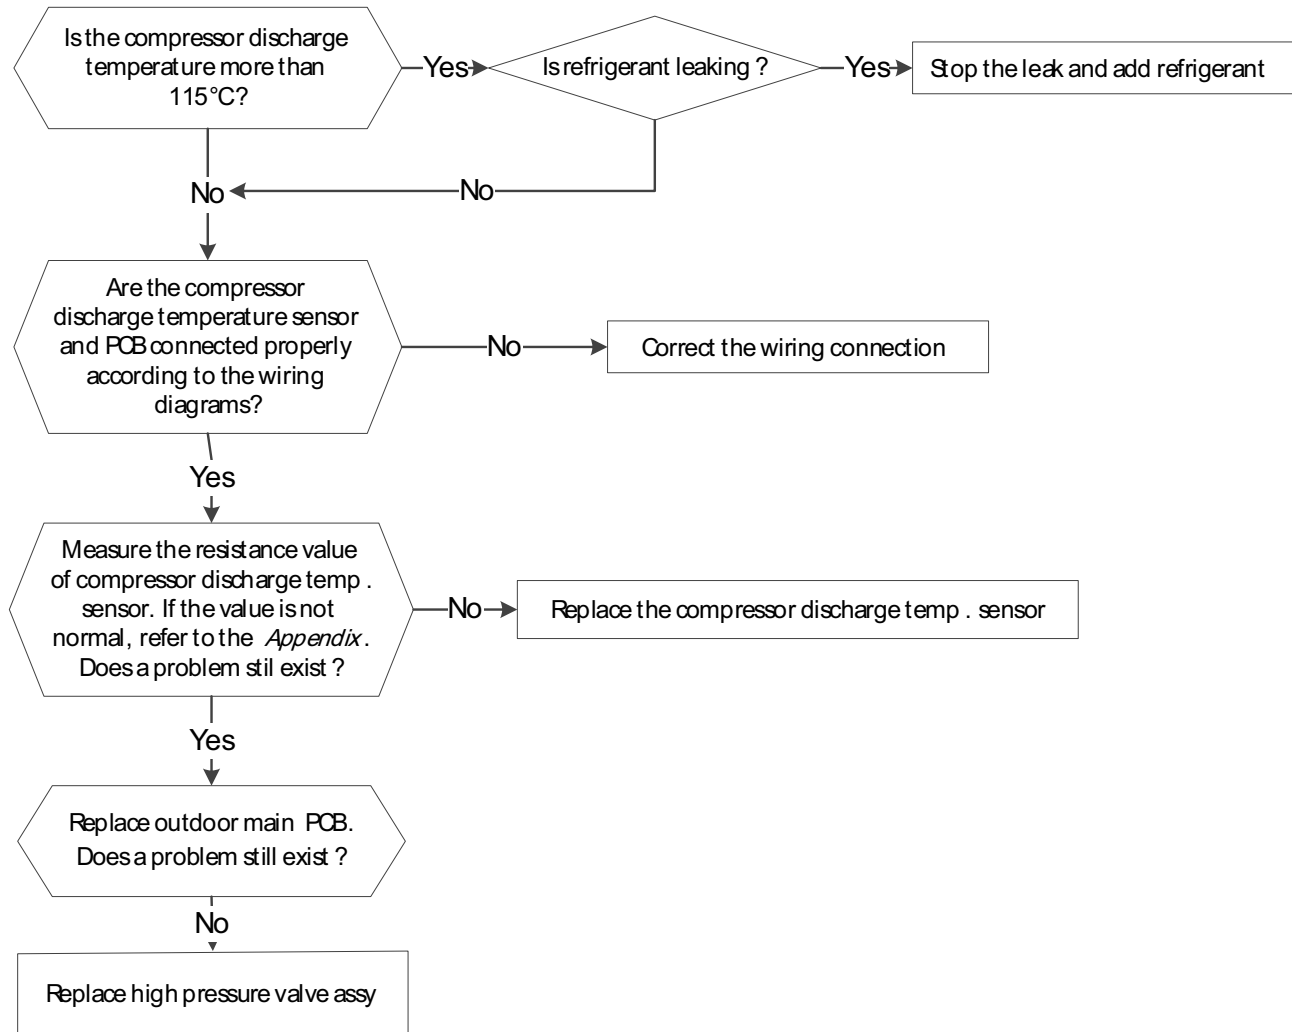 Is the compressor discharge
temperature more than
115°C?
Yes
Is refrigerant leaking ?
Yes
Stop the leak and add refrigerant
No
No
Are the compressor
discharge temperature sensor
and PCB connected properly
according to the wiring
diagrams?
No
Correct the wiring connection
Yes
Measure the resistance value
of compressor discharge temp .
sensor. If the value is not
normal, refer to the Appendix .
Does a problem stil exist ?
No
Replace the compressor discharge temp . sensor
Yes
Replace outdoor main PCB.
Does a problem still exist ?
No
Replace high pressure valve assy